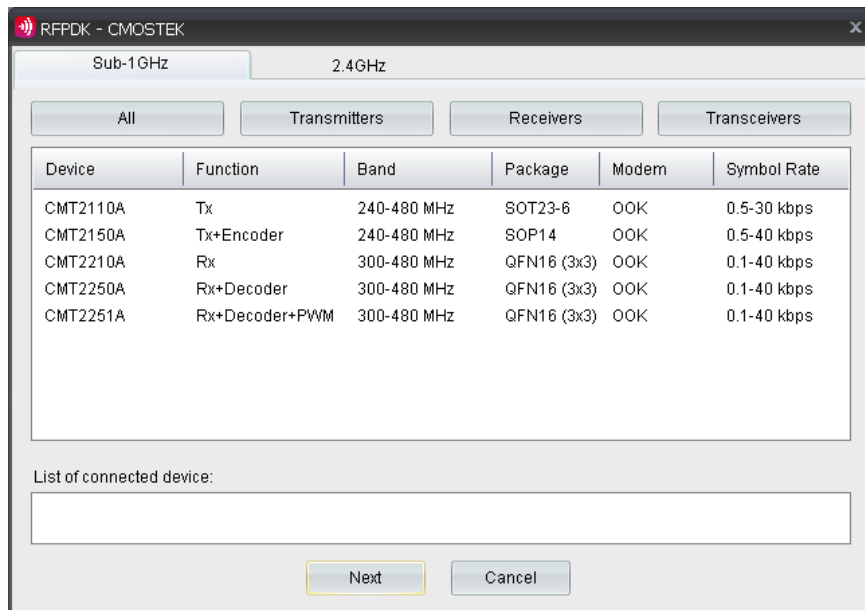 RFPDK - CMOSTEK x
Sub-1GHz 2.4GHz
All Transmitters Receivers Transceivers
Device Function Band Package Modem Symbol Rate
CMT2110A Tx 240-480 MHz SOT23-6 OOK 0.5-30 kbps
CMT2150A Tx+Encoder 240-480 MHz SOP14 OOK 0.5-40 kbps
CMT2210A Rx 300-480 MHz QFN16 (3x3) OOK 0.1-40 kbps
CMT2250A Rx+Decoder 300-480 MHz QFN16 (3x3) OOK 0.1-40 kbps
CMT2251A Rx+Decoder+PWM 300-480 MHz QFN16 (3x3) OOK 0.1-40 kbps
List of connected device:
Next Cancel